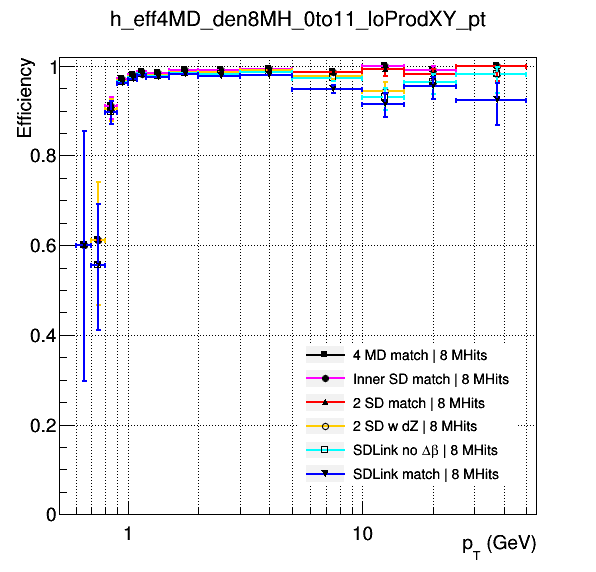 h_eff4MD_den8MH_0to11_loProdXY_pt
Efficiency
1
0.8
0.6
0.4
0.2
0
4 MD match | 8 MHits
Inner SD match | 8 MHits
2 SD match | 8 MHits
2 SD w dZ | 8 MHits
SDLink no Δβ | 8 MHits
SDLink match | 8 MHits
1 10
p_T (GeV)